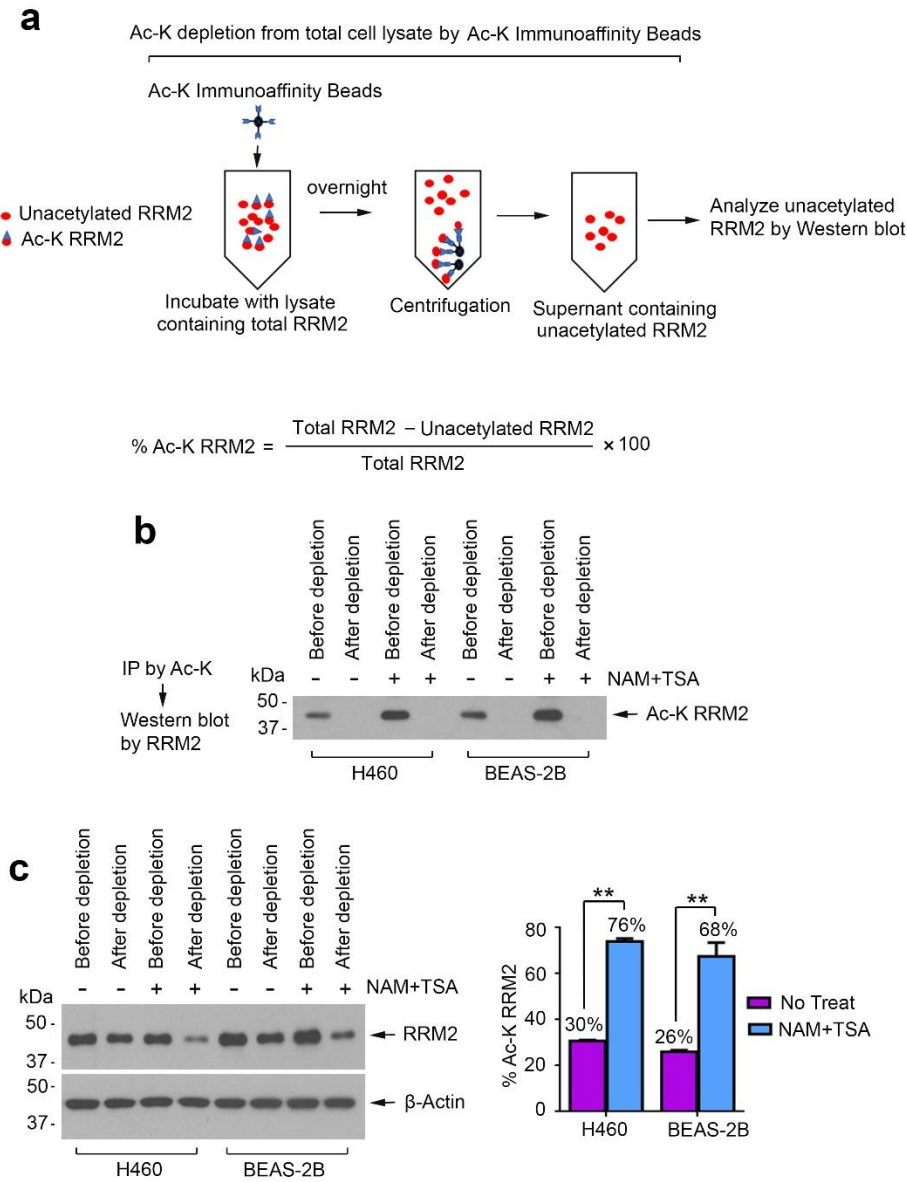 a
Ac-K depletion from total cell lysate by Ac-K Immunoaffinity Beads
Ac-K Immunoaffinity Beads
overnight
Unacetylated RRM2
Ac-K RRM2
Analyze unacetylated
RRM2 by Western blot
Incubate with lysate
containing total RRM2
Centrifugation
Supernant containing
unacetylated RRM2
% Ac-K RRM2 = Total RRM2 – Unacetylated RRM2 × 100
Total RRM2
b
Before depletion
After depletion
Before depletion
After depletion
Before depletion
After depletion
Before depletion
After depletion
IP by Ac-K
Western blot
by RRM2
kDa - - + + - - + + NAM+TSA
50 -
37 -
Ac-K RRM2
H460 BEAS-2B
c
Before depletion
After depletion
Before depletion
After depletion
Before depletion
After depletion
Before depletion
After depletion
- - + + - - + + NAM+TSA
kDa
50 -
37 -
RRM2
50 -
37 -
β-Actin
H460 BEAS-2B
% Ac-K RRM2
80
60
40
20
0
** **
76% 68%
30% 26%
No Treat
NAM+TSA
H460 BEAS-2B